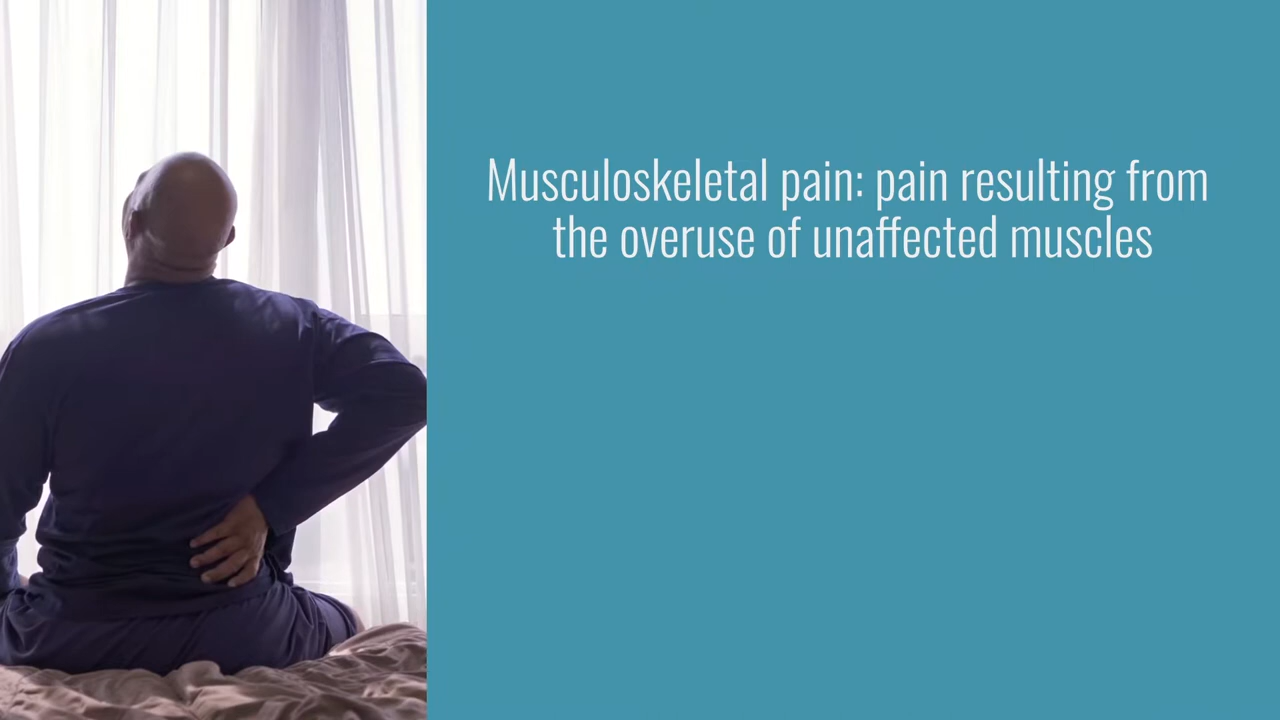 Musculoskeletal pain: pain resulting from
the overuse of unaffected muscles